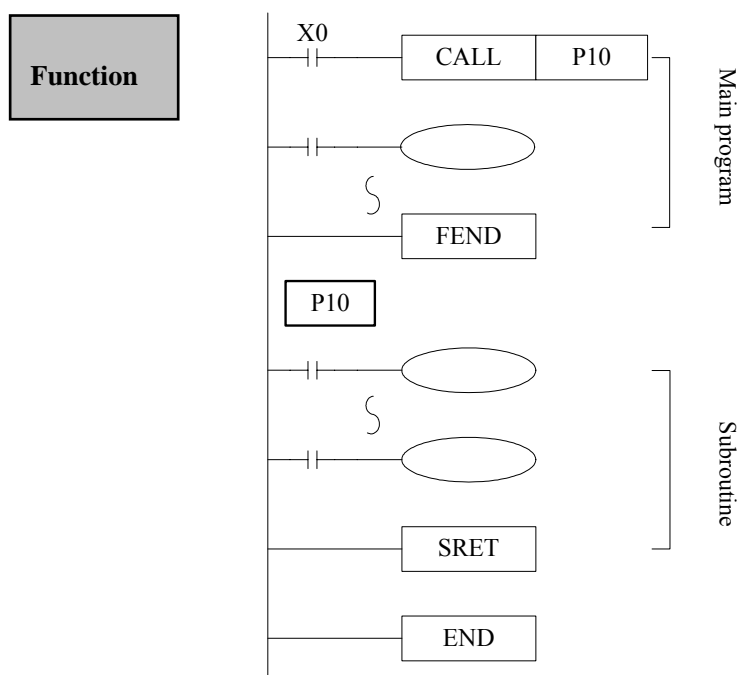 Function
X0
CALL P10
Main program
FEND
P10
Subroutine
SRET
END